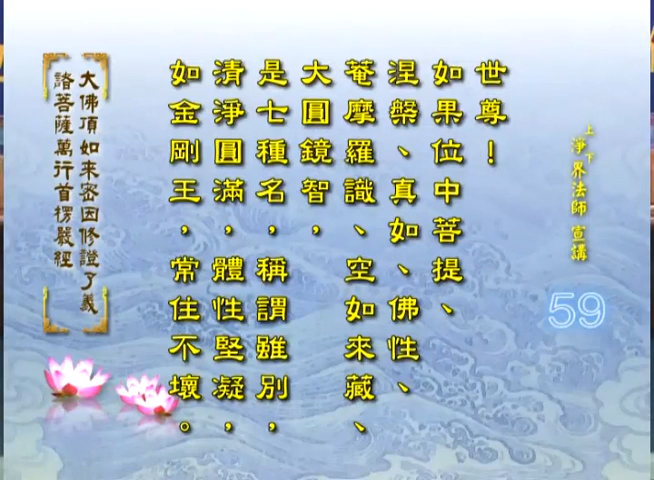 上淨下界法師 宣講
59
世尊！
如果位中菩提、
涅槃、真如、佛性、
菴摩羅識、空如來藏、
大圓鏡智，
是七種名，稱謂雖別，
清淨圓滿，體性堅凝，
如金剛王，常住不壞。
大佛頂如來密因修證了義
諸菩薩萬行首楞嚴經